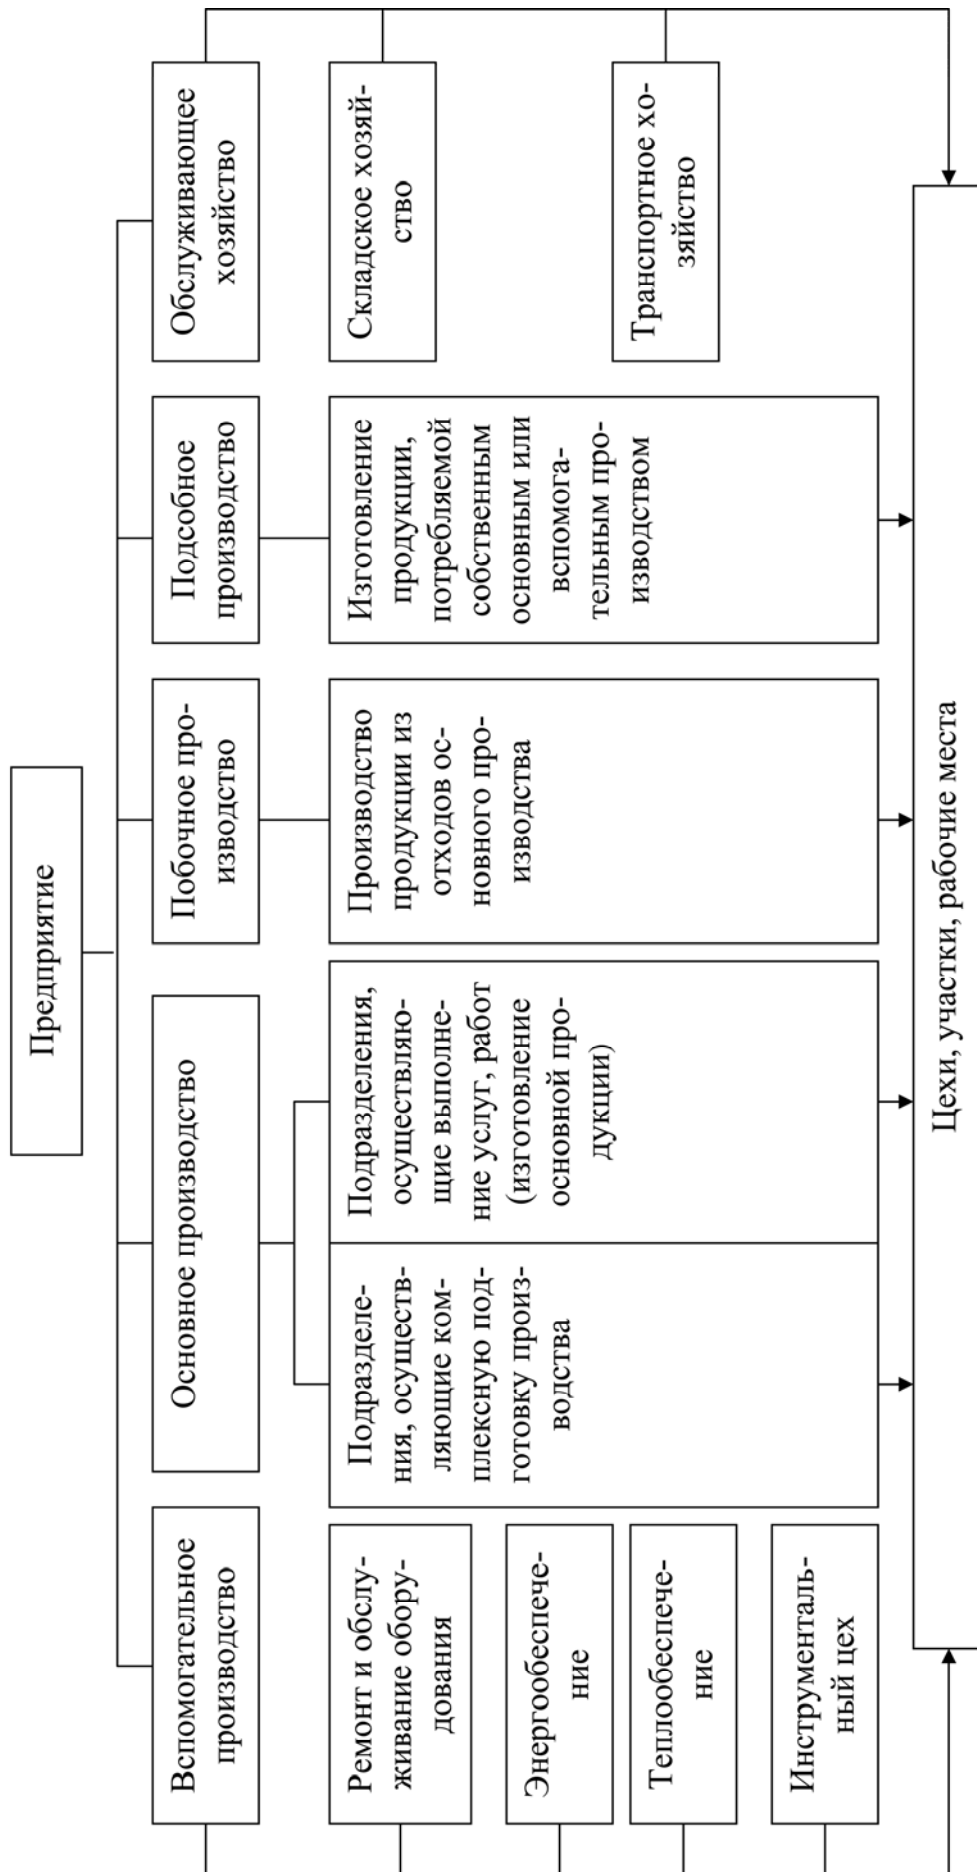 Предприятие
Вспомогательное
производство
Основное производство
Побочное про-
изводство
Подсобное
производство
Обслуживающее
хозяйство
Ремонт и обслу-
живание обору-
дования
Энергообеспече-
ние
Теплообеспече-
ние
Инструменталь-
ный цех
Подразделе-
ния, осуществ-
ляющие ком-
плексную под-
готовку произ-
водства
Подразделения,
осуществляю-
щие выполне-
ние услуг, работ
(изготовление
основной про-
дукции)
Производство
продукции из
отходов ос-
новного про-
изводства
Изготовление
продукции,
потребляемой
собственным
основным или
вспомога-
тельным про-
изводством
Складское хозяй-
ство
Транспортное хо-
зяйство
Цехи, участки, рабочие места